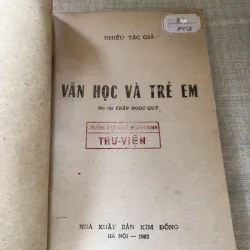 NHIỀU TÁC GIẢ
VĂN HỌC VÀ TRẺ EM
TRẦN NGỌC QUÝ
THƯ-VIỆN
NHÀ XUẤT BẢN KIM ĐỒNG
HÀ NỘI — 1982